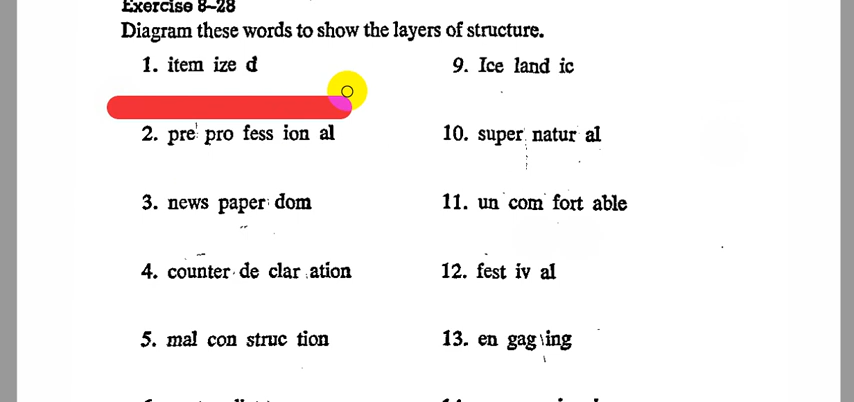 Exercise 8–28
Diagram these words to show the layers of structure.
1. item ize d
2. pre pro fess ion al
3. news paper dom
4. counter de clar ation
5. mal con struc tion
9. Ice land ic
10. super natur al
11. un com fort able
12. fest iv al
13. en gag ing